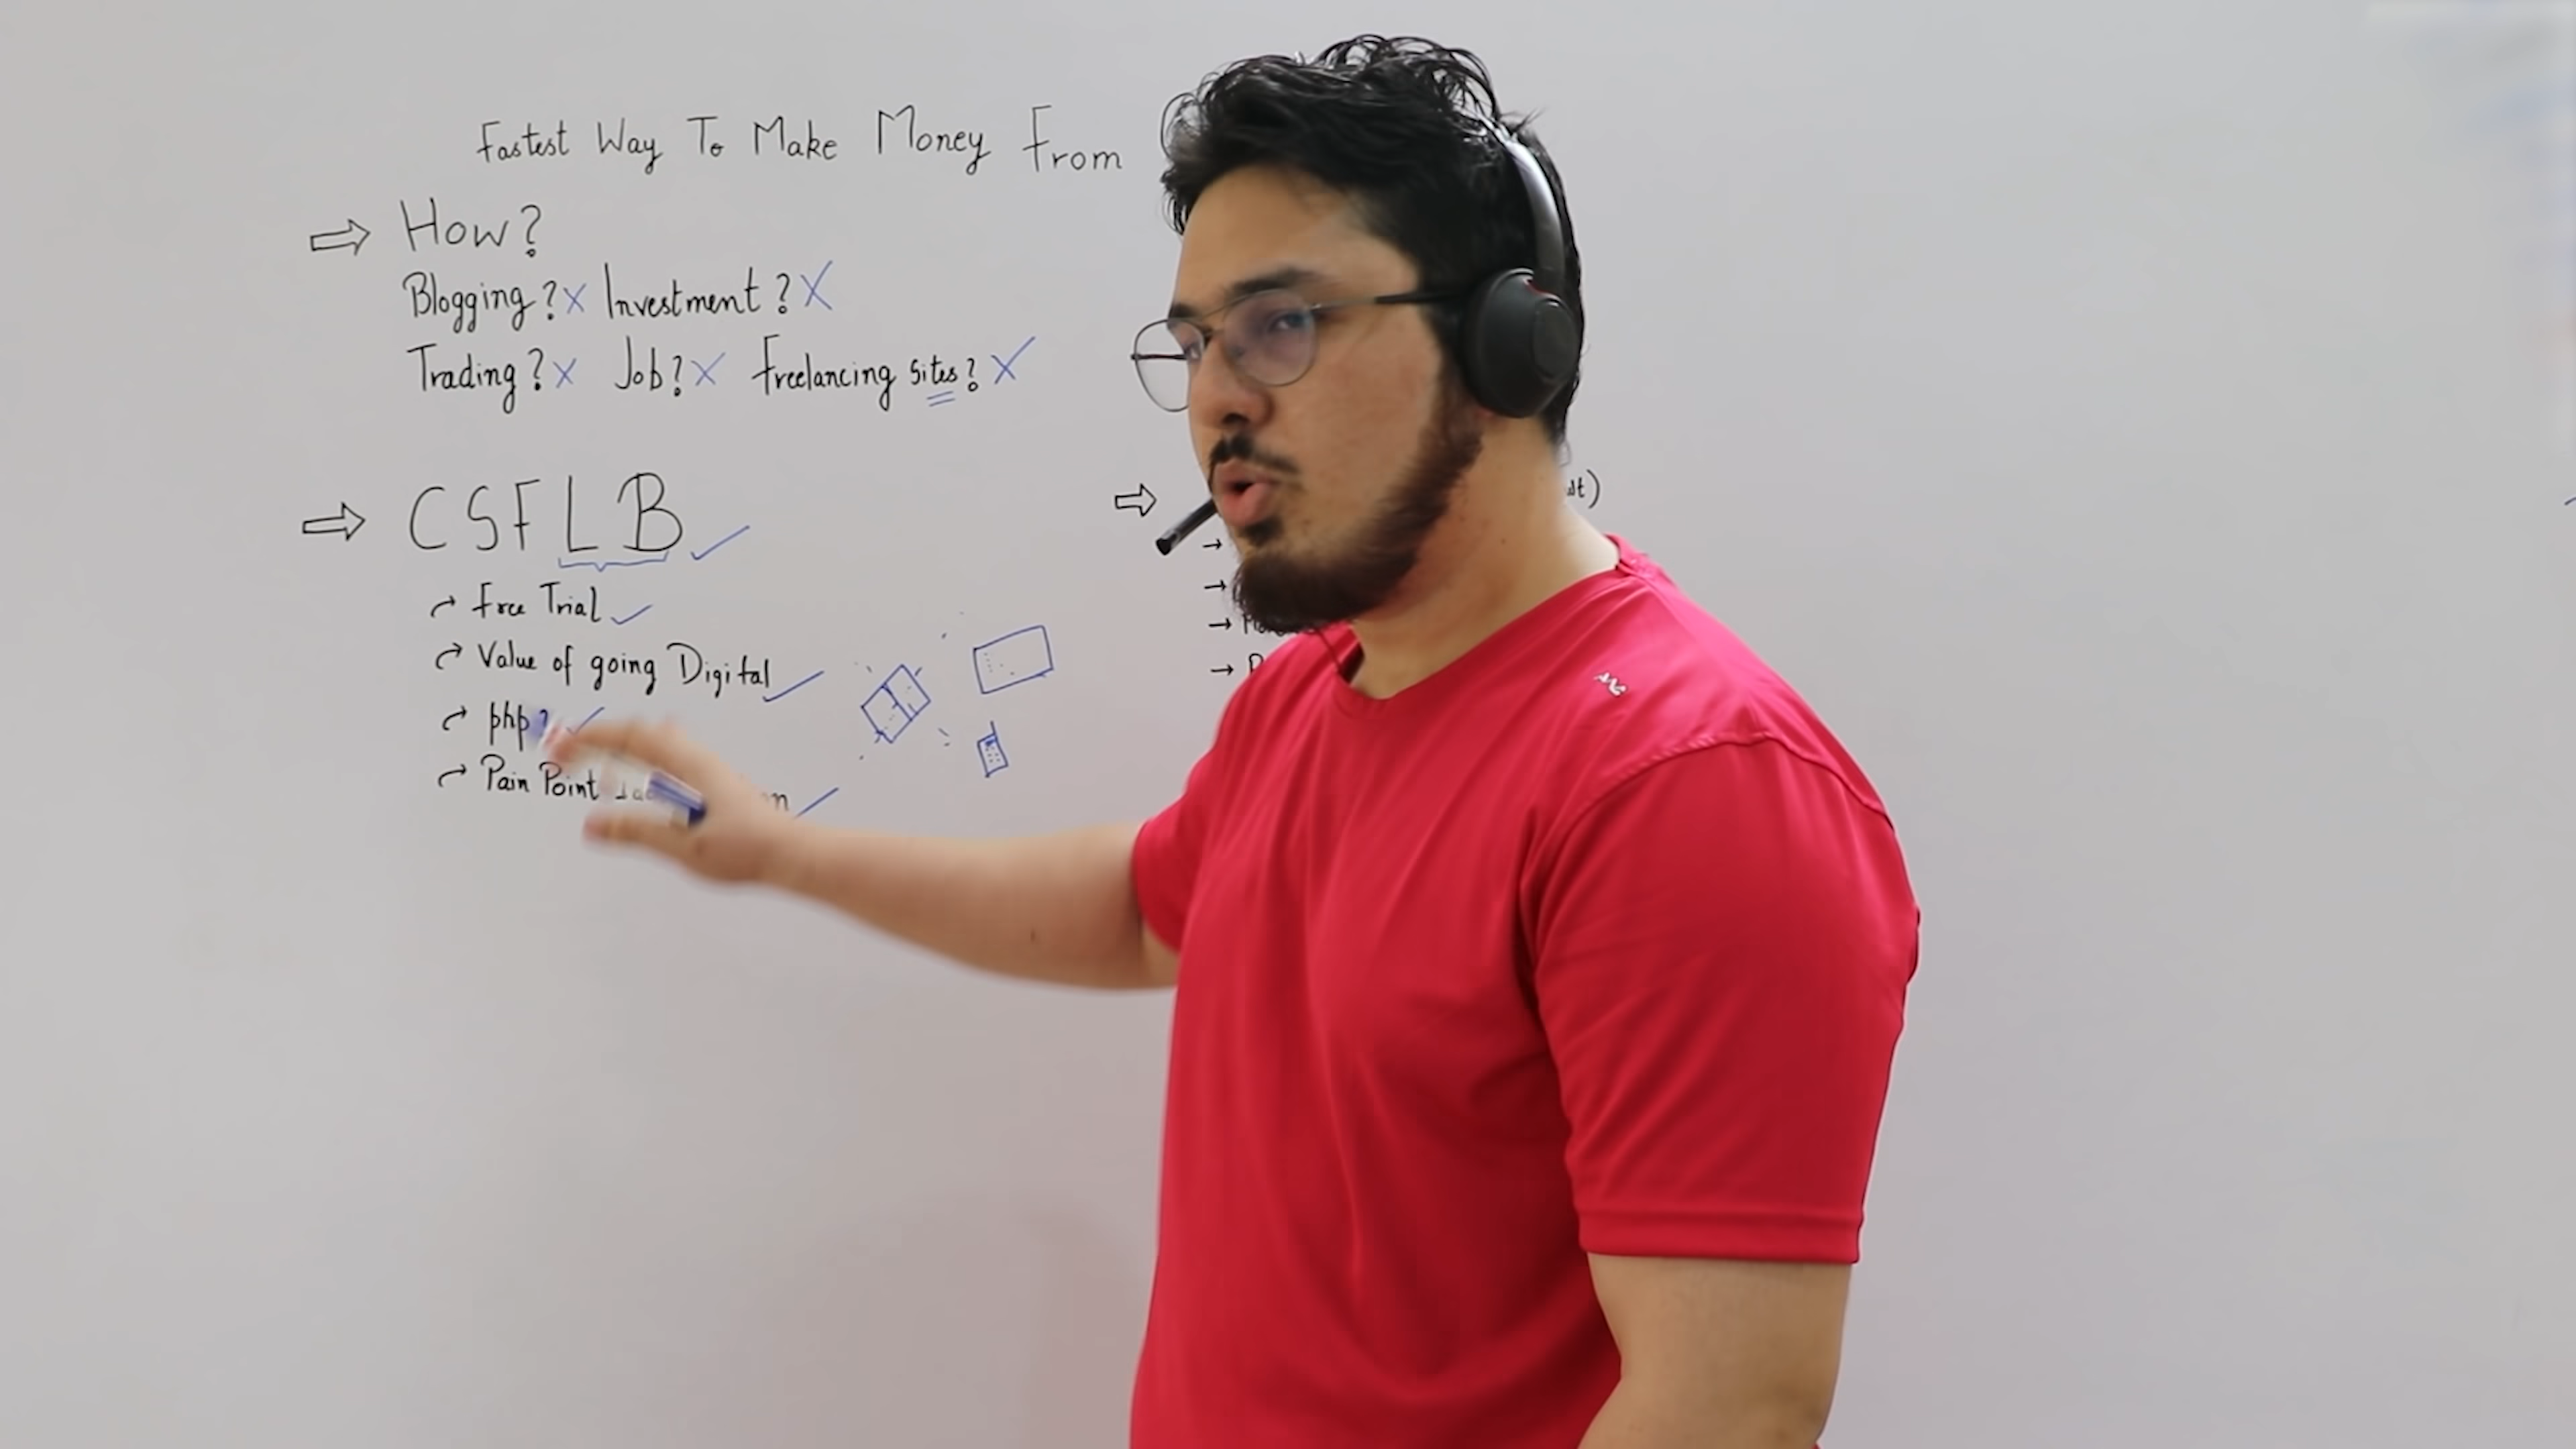 Fastest Way To Make Money From
How?
Blogging? X Investment? X
Trading? X Job? X Freelancing sites? X
CSFLB ✓
Free Trial ✓
Value of going Digital ✓
php? ✓
Pain Point